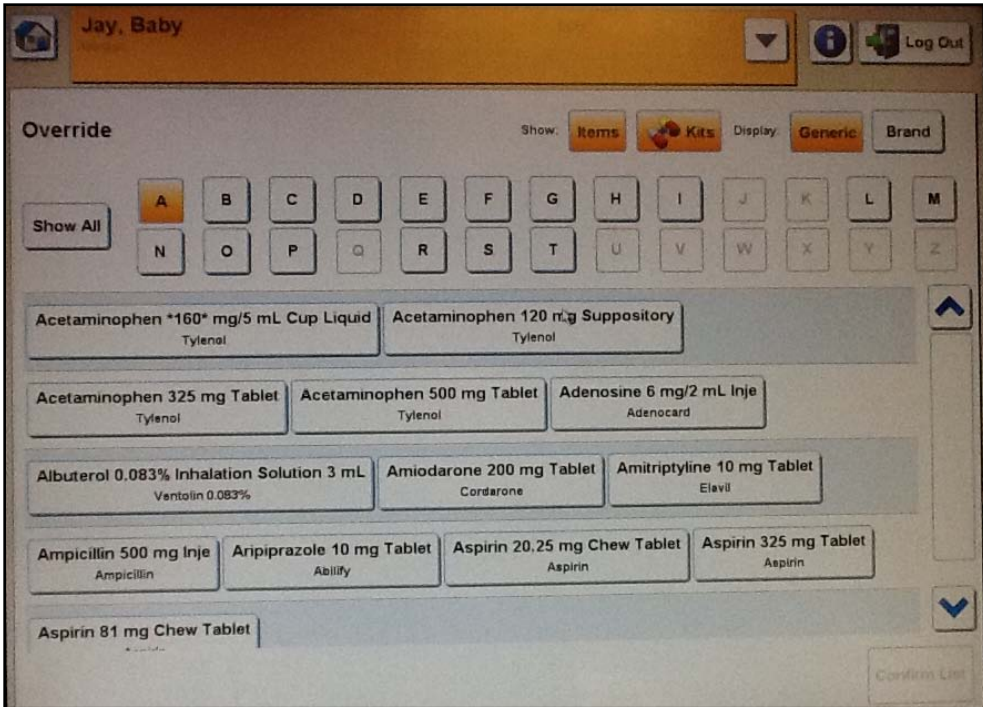 Jay, Baby
Log Out
Override
Show:
Items
Kits
Display
Generic
Brand
Show All
A B C D E F G H I J K L M
N O P Q R S T U V W X Y Z
Acetaminophen *160* mg/5 mL Cup Liquid
Tylenol
Acetaminophen 120 mg Suppository
Tylenol
Acetaminophen 325 mg Tablet
Tylenol
Acetaminophen 500 mg Tablet
Tylenol
Adenosine 6 mg/2 mL Inje
Adenocard
Albuterol 0.083% Inhalation Solution 3 mL
Ventolin 0.083%
Amiodarone 200 mg Tablet
Cordarone
Amitriptyline 10 mg Tablet
Elavil
Ampicillin 500 mg Inje
Ampicillin
Aripiprazole 10 mg Tablet
Abilify
Aspirin 20.25 mg Chew Tablet
Aspirin
Aspirin 325 mg Tablet
Aspirin
Aspirin 81 mg Chew Tablet
Confirm List